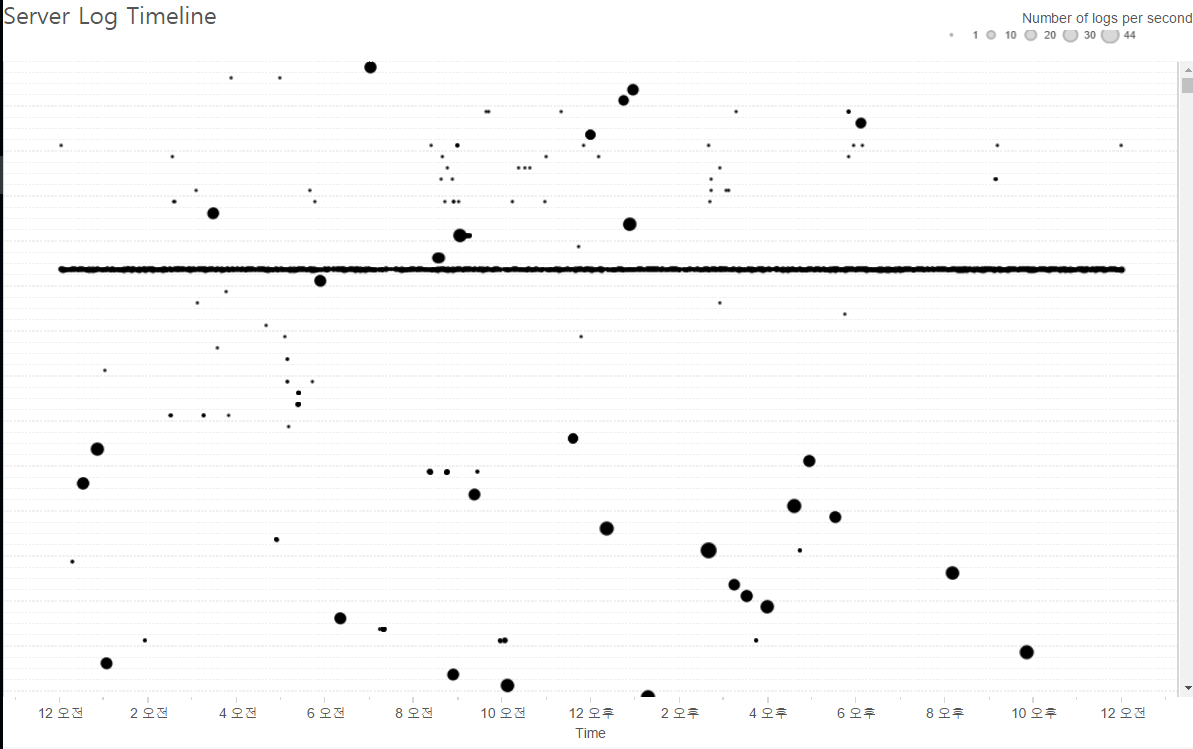 Server Log Timeline
Number of logs per second
1 10 20 30 44
12 오전 2 오전 4 오전 6 오전 8 오전 10 오전 12 오후 2 오후 4 오후 6 오후 8 오후 10 오후 12 오전
Time